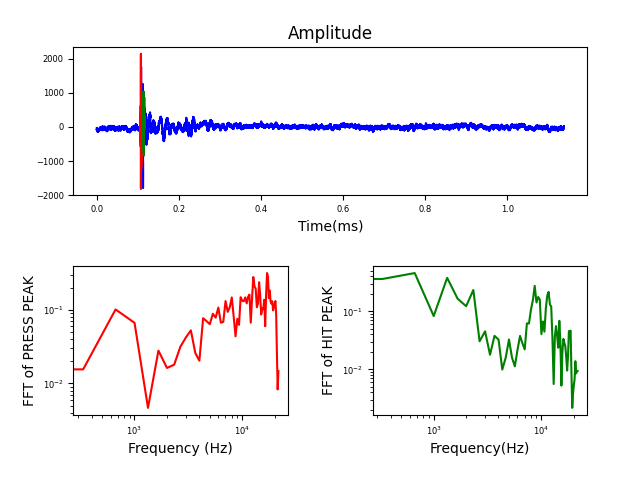 Amplitude
2000
1000
0
−1000
−2000
0.0 0.2 0.4 0.6 0.8 1.0
Time(ms)
FFT of PRESS PEAK
10⁻¹
10⁻²
10³ 10⁴
Frequency (Hz)
FFT of HIT PEAK
10⁻¹
10⁻²
10³ 10⁴
Frequency(Hz)